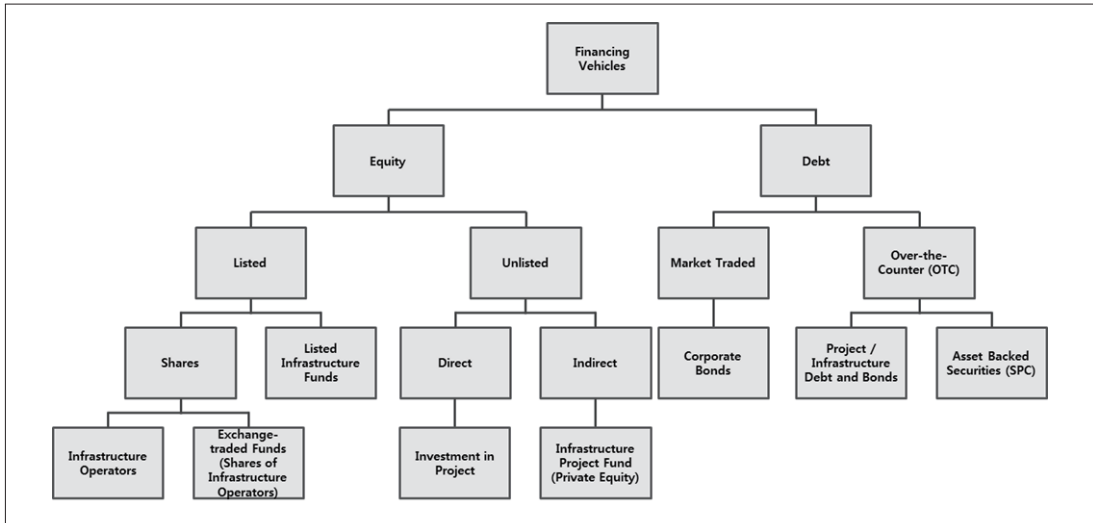 Financing
Vehicles
Equity
Debt
Listed
Unlisted
Market Traded
Over-the-
Counter (OTC)
Shares
Listed
Infrastructure
Funds
Direct
Indirect
Corporate
Bonds
Project /
Infrastructure
Debt and Bonds
Asset Backed
Securities (SPC)
Infrastructure
Operators
Exchange-
traded Funds
(Shares of
Infrastructure
Operators)
Investment in
Project
Infrastructure
Project Fund
(Private Equity)